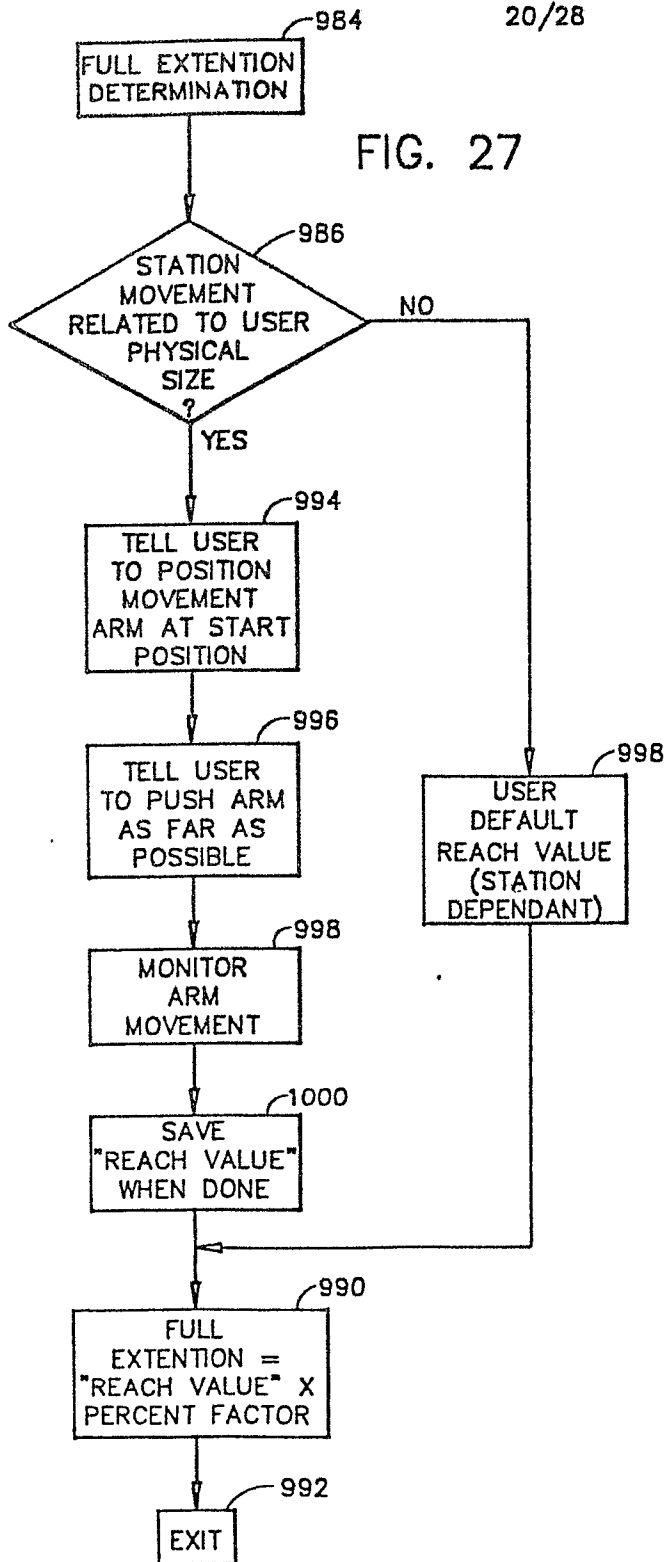 984
20/28
FULL EXTENTION
DETERMINATION
FIG. 27
986
STATION
MOVEMENT
RELATED TO USER
PHYSICAL
SIZE
?
NO
YES
994
TELL USER
TO POSITION
MOVEMENT
ARM AT START
POSITION
996
TELL USER
TO PUSH ARM
AS FAR AS
POSSIBLE
998
USER
DEFAULT
REACH VALUE
(STATION
DEPENDANT)
998
MONITOR
ARM
MOVEMENT
1000
SAVE
"REACH VALUE"
WHEN DONE
990
FULL
EXTENTION =
"REACH VALUE" X
PERCENT FACTOR
992
EXIT